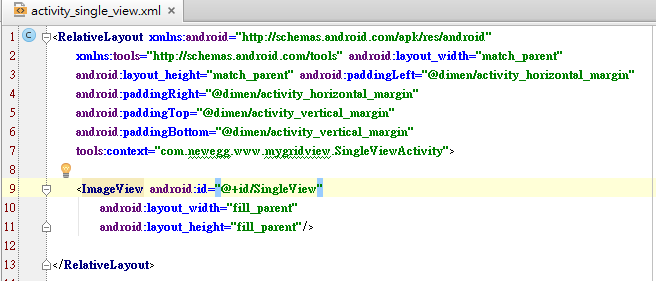 activity_single_view.xml ×
1 C <RelativeLayout xmlns:android="http://schemas.android.com/apk/res/android"
2 xmlns:tools="http://schemas.android.com/tools" android:layout_width="match_parent"
3 android:layout_height="match_parent" android:paddingLeft="@dimen/activity_horizontal_margin"
4 android:paddingRight="@dimen/activity_horizontal_margin"
5 android:paddingTop="@dimen/activity_vertical_margin"
6 android:paddingBottom="@dimen/activity_vertical_margin"
7 tools:context="com.newegg.www.mygridview.SingleViewActivity">
8
9 <ImageView android:id="@+id/SingleView"
10 android:layout_width="fill_parent"
11 android:layout_height="fill_parent"/>
12
13 </RelativeLayout>